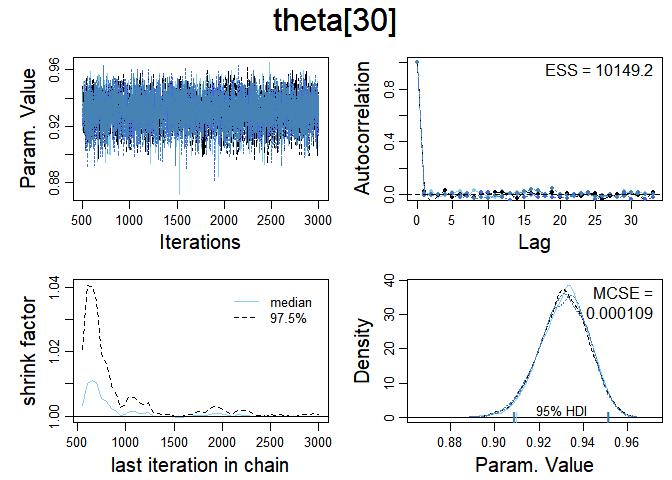 theta[30]
Param. Value
0.88 0.92 0.96
500 1000 1500 2000 2500 3000
Iterations
Autocorrelation
0.0 0.4 0.8
ESS = 10149.2
0 5 10 15 20 25 30
Lag
shrink factor
1.00 1.02 1.04
median
97.5%
500 1000 1500 2000 2500 3000
last iteration in chain
Density
0 10 20 30 40
MCSE =
0.000109
95% HDI
0.88 0.90 0.92 0.94 0.96
Param. Value